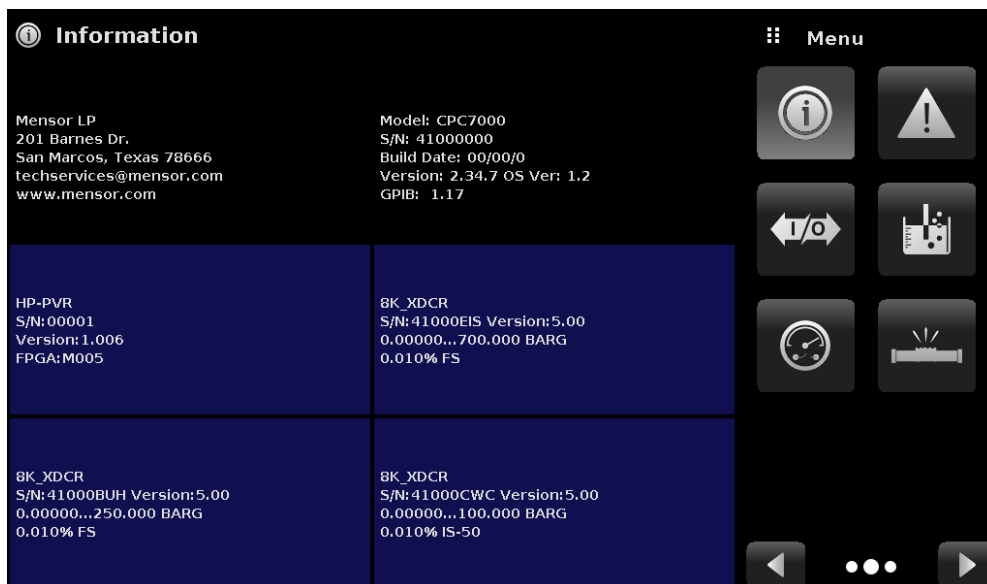 Information
Menu
Mensor LP
201 Barnes Dr.
San Marcos, Texas 78666
techservices@mensor.com
www.mensor.com
Model: CPC7000
S/N: 41000000
Build Date: 00/00/0
Version: 2.34.7 OS Ver: 1.2
GPIB: 1.17
I/O
HP-PVR
S/N:00001
Version:1.006
FPGA:M005
8K_XDCR
S/N:41000EIS Version:5.00
0.00000...700.000 BARG
0.010% FS
8K_XDCR
S/N:41000BUH Version:5.00
0.00000...250.000 BARG
0.010% FS
8K_XDCR
S/N:41000CWC Version:5.00
0.00000...100.000 BARG
0.010% IS-50